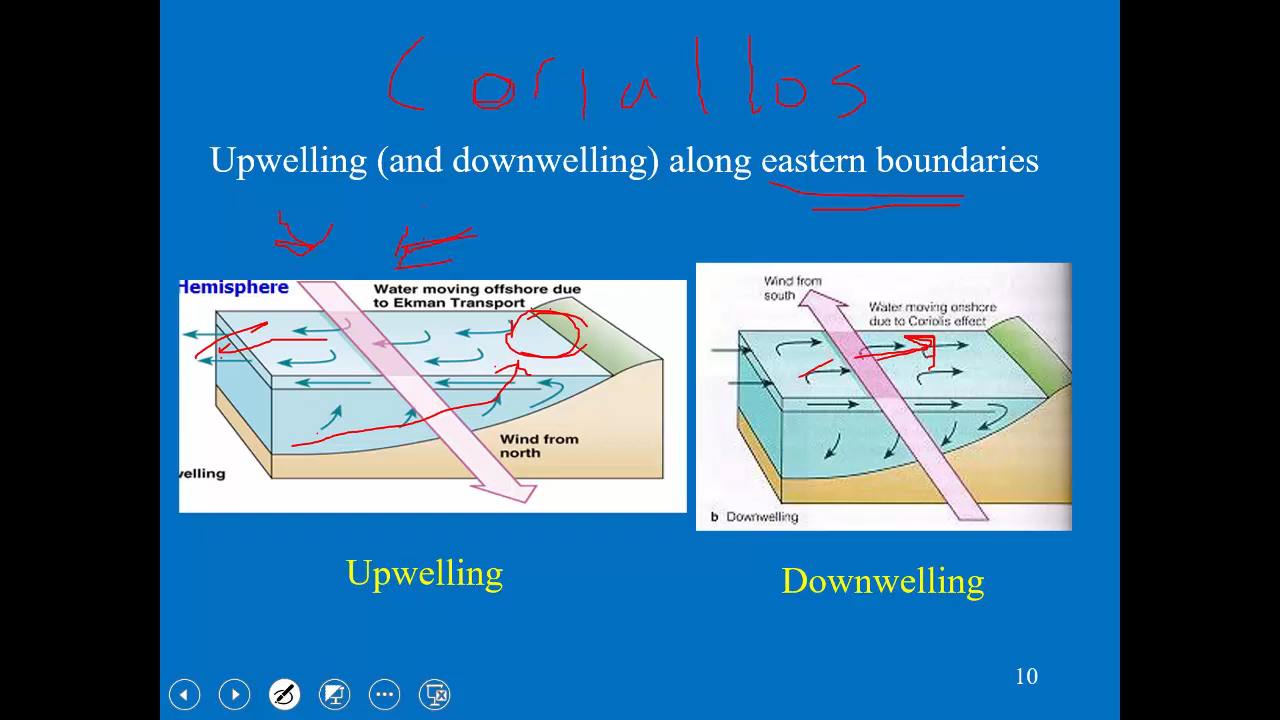 Coriallos
Upwelling (and downwelling) along eastern boundaries
Hemisphere
Water moving offshore due
to Ekman Transport
Wind from
north
velling
Wind from
south
Water moving onshore
due to Coriolis effect
b Downwelling
Upwelling
Downwelling
10